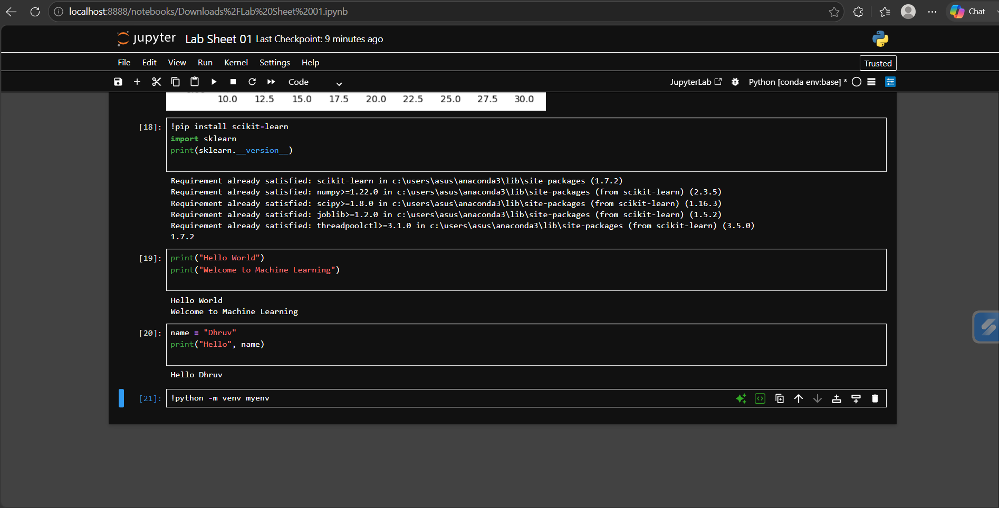 localhost:8888/notebooks/Downloads%2FLab%20Sheet%2001.ipynb
Chat
jupyter Lab Sheet 01 Last Checkpoint: 9 minutes ago
File Edit View Run Kernel Settings Help
Trusted
Code
JupyterLab
Python [conda env:base] *
10.0 12.5 15.0 17.5 20.0 22.5 25.0 27.5 30.0
[18]: !pip install scikit-learn
import sklearn
print(sklearn.__version__)
Requirement already satisfied: scikit-learn in c:\users\asus\anaconda3\lib\site-packages (1.7.2)
Requirement already satisfied: numpy>=1.22.0 in c:\users\asus\anaconda3\lib\site-packages (from scikit-learn) (2.3.5)
Requirement already satisfied: scipy>=1.8.0 in c:\users\asus\anaconda3\lib\site-packages (from scikit-learn) (1.16.3)
Requirement already satisfied: joblib>=1.2.0 in c:\users\asus\anaconda3\lib\site-packages (from scikit-learn) (1.5.2)
Requirement already satisfied: threadpoolctl>=3.1.0 in c:\users\asus\anaconda3\lib\site-packages (from scikit-learn) (3.5.0)
1.7.2
[19]: print("Hello World")
print("Welcome to Machine Learning")
Hello World
Welcome to Machine Learning
[20]: name = "Dhruv"
print("Hello", name)
Hello Dhruv
[21]: !python -m venv myenv